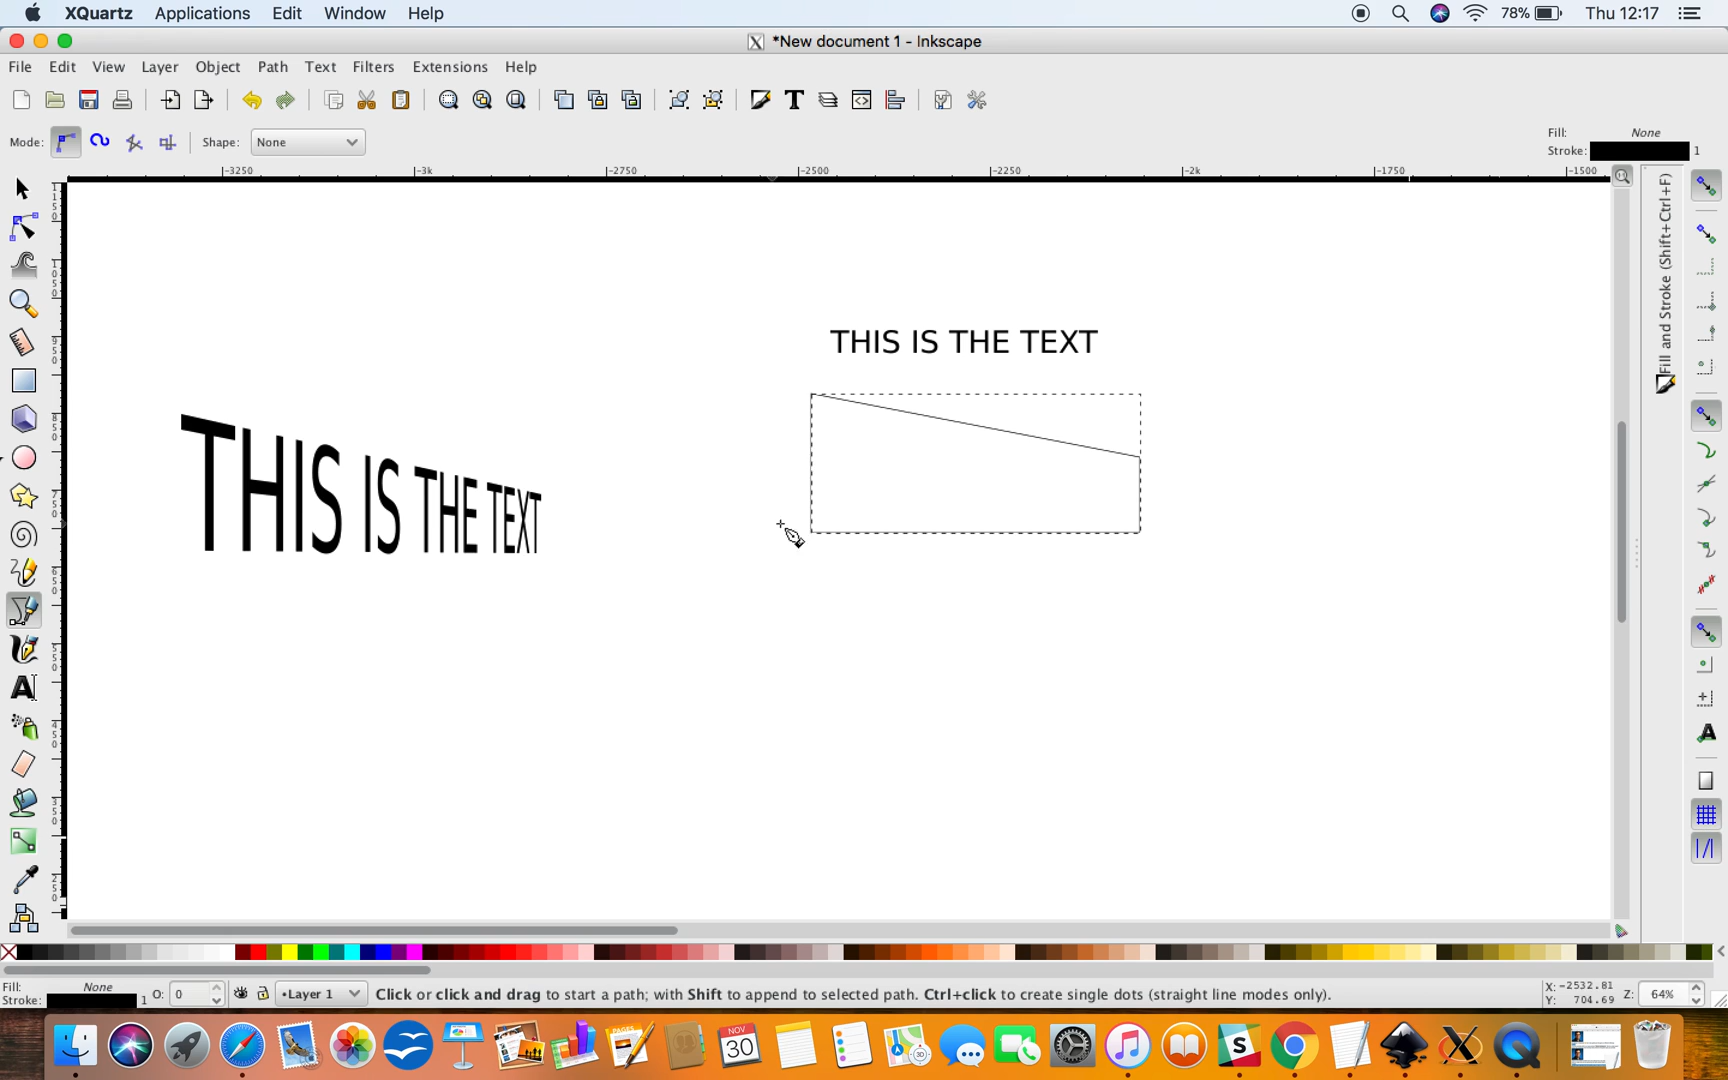 XQuartz Applications Edit Window Help 78% Thu 12:17
*New document 1 - Inkscape
File Edit View Layer Object Path Text Filters Extensions Help
Mode: Shape: None
Fill: None
Stroke: 1
-3250 -3k -2750 -2500 -2250 -2k -1750 -1500
Fill and Stroke (Shift+Ctrl+F)
THIS IS THE TEXT
THIS IS THE TEXT
Fill: None
Stroke: 1 O: 0 •Layer 1 Click or click and drag to start a path; with Shift to append to selected path. Ctrl+click to create single dots (straight line modes only).
X: -2532.81
Y: 704.69 Z: 64%
NOV
30